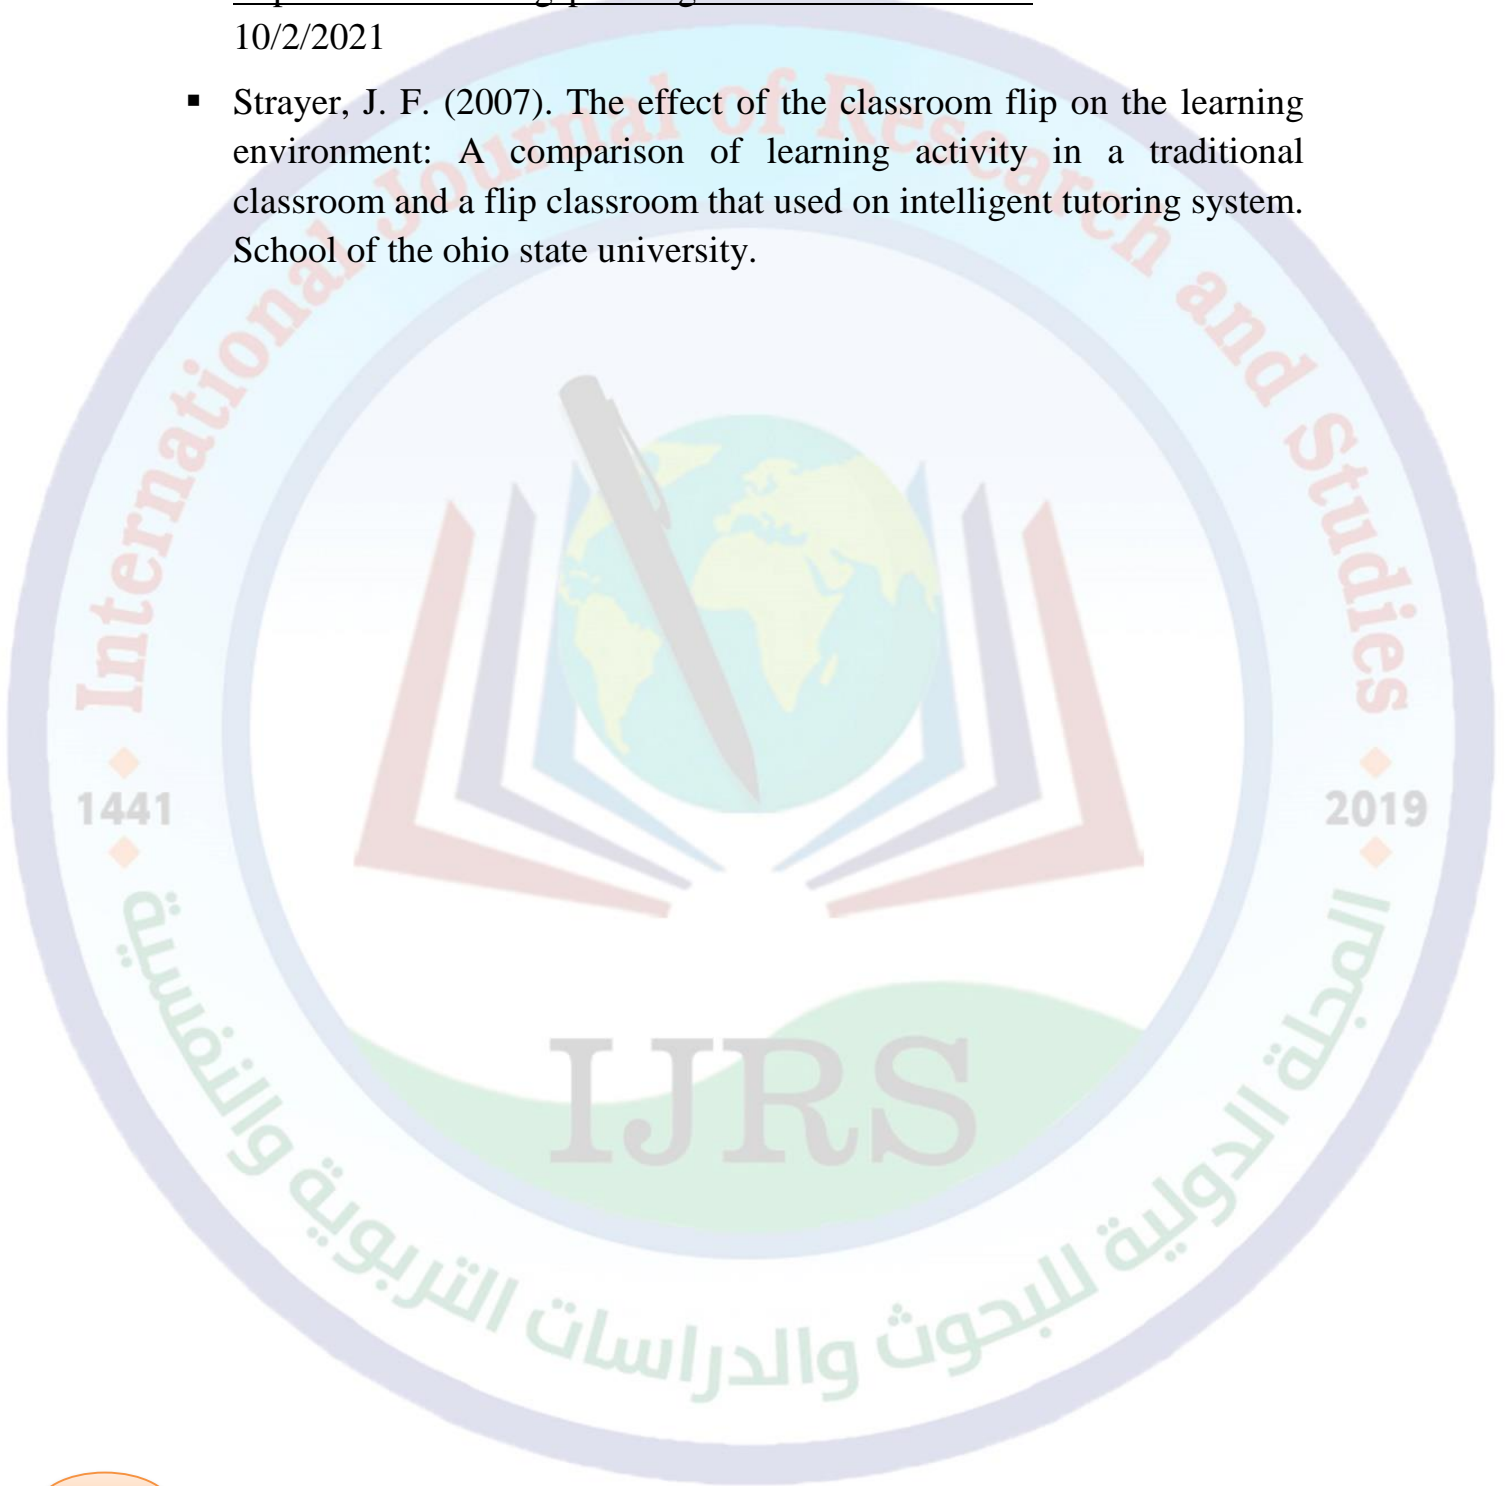 10/2/2021
▪ Strayer, J. F. (2007). The effect of the classroom flip on the learning
environment: A comparison of learning activity in a traditional
classroom and a flip classroom that used on intelligent tutoring system.
School of the ohio state university.
International Journal of Research and Studies
1441
2019
IJRS
المجلة الدولية للبحوث والدراسات التربوية والنفسية